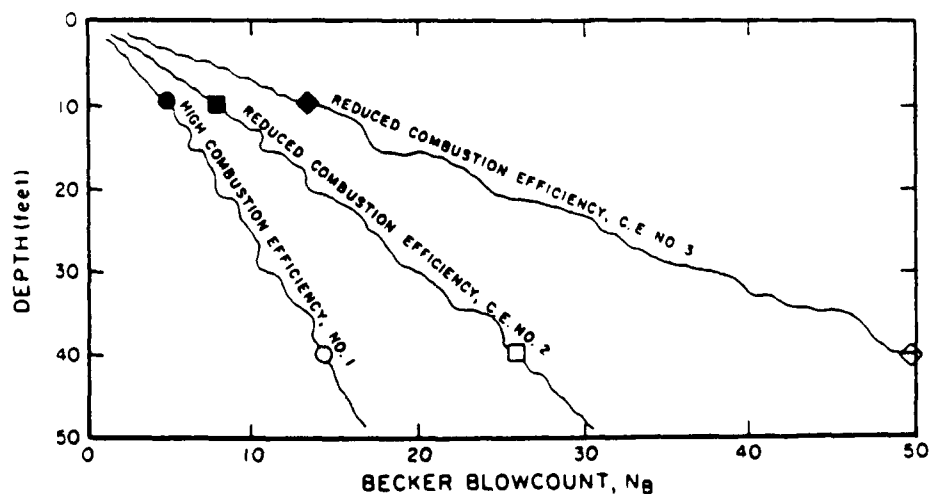 0
10
20
30
40
50
DEPTH (feet)
HIGH COMBUSTION EFFICIENCY, NO. 1
REDUCED COMBUSTION EFFICIENCY, C.E. NO. 2
REDUCED COMBUSTION EFFICIENCY, C.E. NO. 3
0 10 20 30 40 50
BECKER BLOWCOUNT, NB